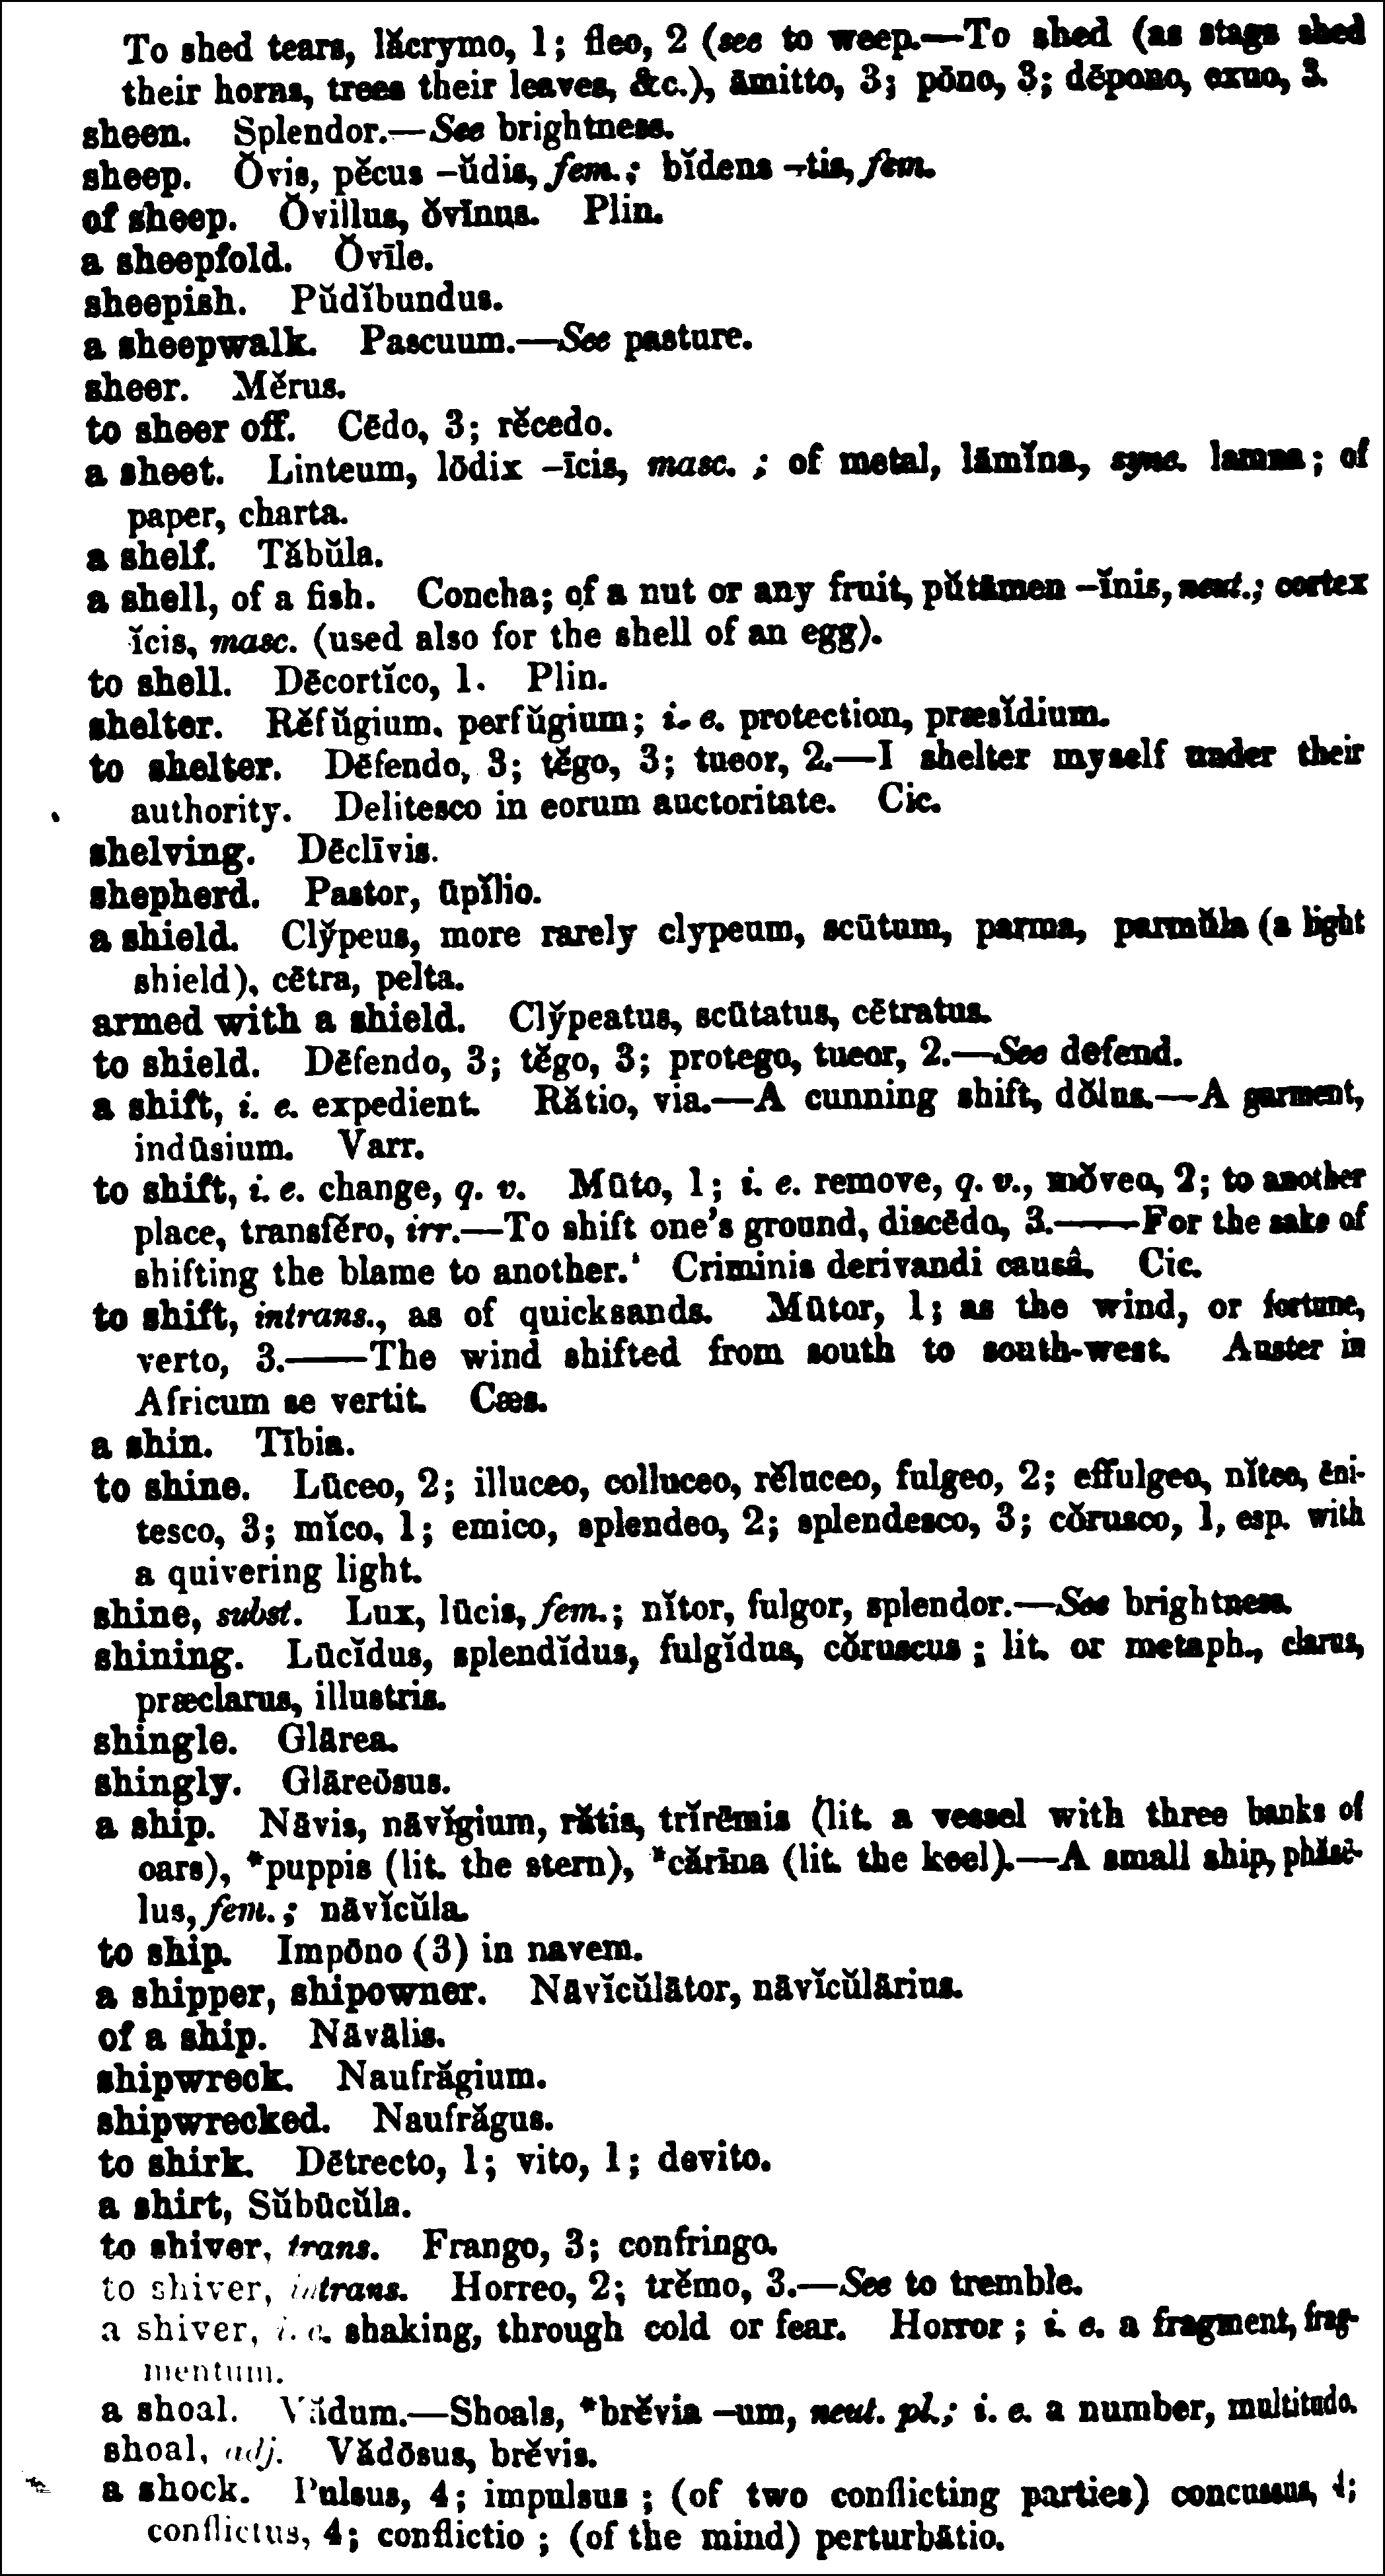 To shed tears, lăcrymo, 1; fleo, 2 (see to weep.—To shed (as stags shed
their horns, trees their leaves, &c.), āmitto, 3; pōno, 3; dēpono, exuo, 3.
sheen. Splendor.—See brightness.
sheep. Ŏvis, pĕcus –ŭdis, fem.; bĭdens –tis, fem.
of sheep. Ŏvillus, ŏvīnus. Plin.
a sheepfold. Ŏvīle.
sheepish. Pŭdĭbundus.
a sheepwalk. Pascuum.—See pasture.
sheer. Mĕrus.
to sheer off. Cēdo, 3; rĕcedo.
a sheet. Linteum, lōdix –īcis, masc.; of metal, lāmĭna, sync. lamna; of
paper, charta.
a shelf. Tăbŭla.
a shell, of a fish. Concha; of a nut or any fruit, pŭtāmen –ĭnis, neut.; cortex
ĭcis, masc. (used also for the shell of an egg).
to shell. Dēcortĭco, 1. Plin.
shelter. Rĕfŭgium, perfŭgium; i. e. protection, præsĭdium.
to shelter. Dēfendo, 3; tĕgo, 3; tueor, 2.—I shelter myself under their
authority. Delitesco in eorum auctoritate. Cic.
shelving. Dēclīvis.
shepherd. Pastor, ūpĭlio.
a shield. Clўpeus, more rarely clypeum, scūtum, parma, parmŭla (a light
shield), cētra, pelta.
armed with a shield. Clўpeatus, scūtatus, cētratus.
to shield. Dēfendo, 3; tĕgo, 3; protego, tueor, 2.—See defend.
a shift, i. e. expedient. Rătio, via.—A cunning shift, dŏlus.—A garment,
indūsium. Varr.
to shift, i. e. change, q. v. Mūto, 1; i. e. remove, q. v., mŏveo, 2; to another
place, transfĕro, irr.—To shift one's ground, discēdo, 3.——For the sake of
shifting the blame to another.' Criminis derivandi causâ. Cic.
to shift, intrans., as of quicksands. Mūtor, 1; as the wind, or fortune,
verto, 3.——The wind shifted from south to south-west. Auster in
Africum se vertit. Cæs.
a shin. Tībia.
to shine. Lūceo, 2; illuceo, colluceo, rĕluceo, fulgeo, 2; effulgeo, nĭteo, ēni-
tesco, 3; mĭco, 1; emico, splendeo, 2; splendesco, 3; cŏrusco, 1, esp. with
a quivering light.
shine, subst. Lux, lūcis, fem.; nĭtor, fulgor, splendor.—See brightness.
shining. Lūcĭdus, splendĭdus, fulgĭdus, cŏruscus; lit. or metaph., clarus,
præclarus, illustris.
shingle. Glārea.
shingly. Glāreōsus.
a ship. Nāvis, nāvĭgium, rătis, trĭrēmis (lit. a vessel with three banks of
oars), *puppis (lit. the stern), *cărīna (lit. the keel).—A small ship, phăsē-
lus, fem.; nāvĭcŭla.
to ship. Impōno (3) in navem.
a shipper, shipowner. Nāvĭcŭlātor, nāvĭcŭlārius.
of a ship. Nāvālis.
shipwreck. Naufrăgium.
shipwrecked. Naufrăgus.
to shirk. Dētrecto, 1; vito, 1; devito.
a shirt, Sŭbūcŭla.
to shiver, trans. Frango, 3; confringo.
to shiver, intrans. Horreo, 2; trĕmo, 3.—See to tremble.
a shiver, i. e. shaking, through cold or fear. Horror; i. e. a fragment, frag-
mentum.
a shoal. Vădum.—Shoals, *brĕvia –um, neut. pl.; i. e. a number, multitudo.
shoal, adj. Vădōsus, brĕvis.
a shock. Pulsus, 4; impulsus; (of two conflicting parties) concussus, 4;
conflictus, 4; conflictio; (of the mind) perturbātio.